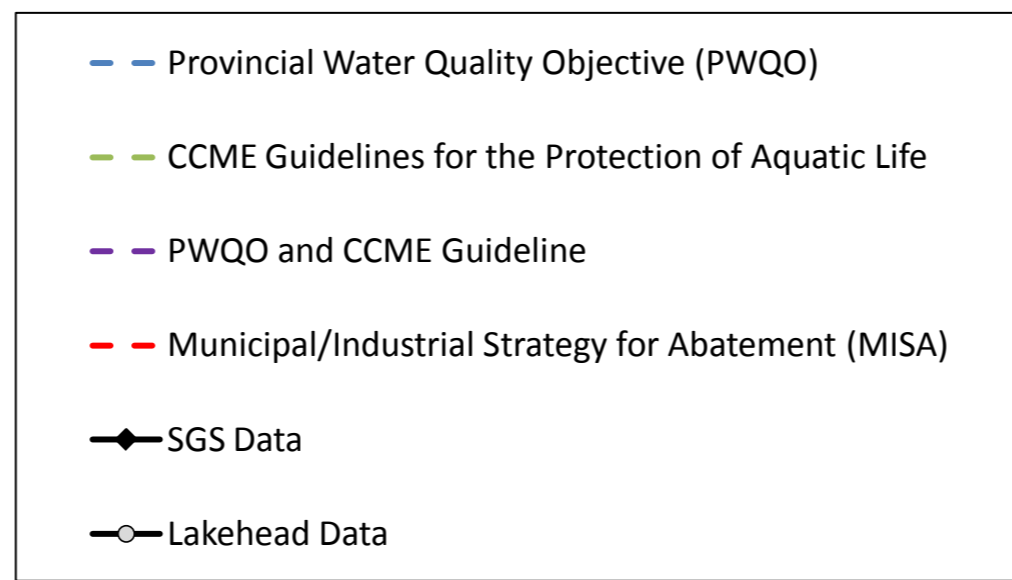 Provincial Water Quality Objective (PWQO)
CCME Guidelines for the Protection of Aquatic Life
PWQO and CCME Guideline
Municipal/Industrial Strategy for Abatement (MISA)
SGS Data
Lakehead Data